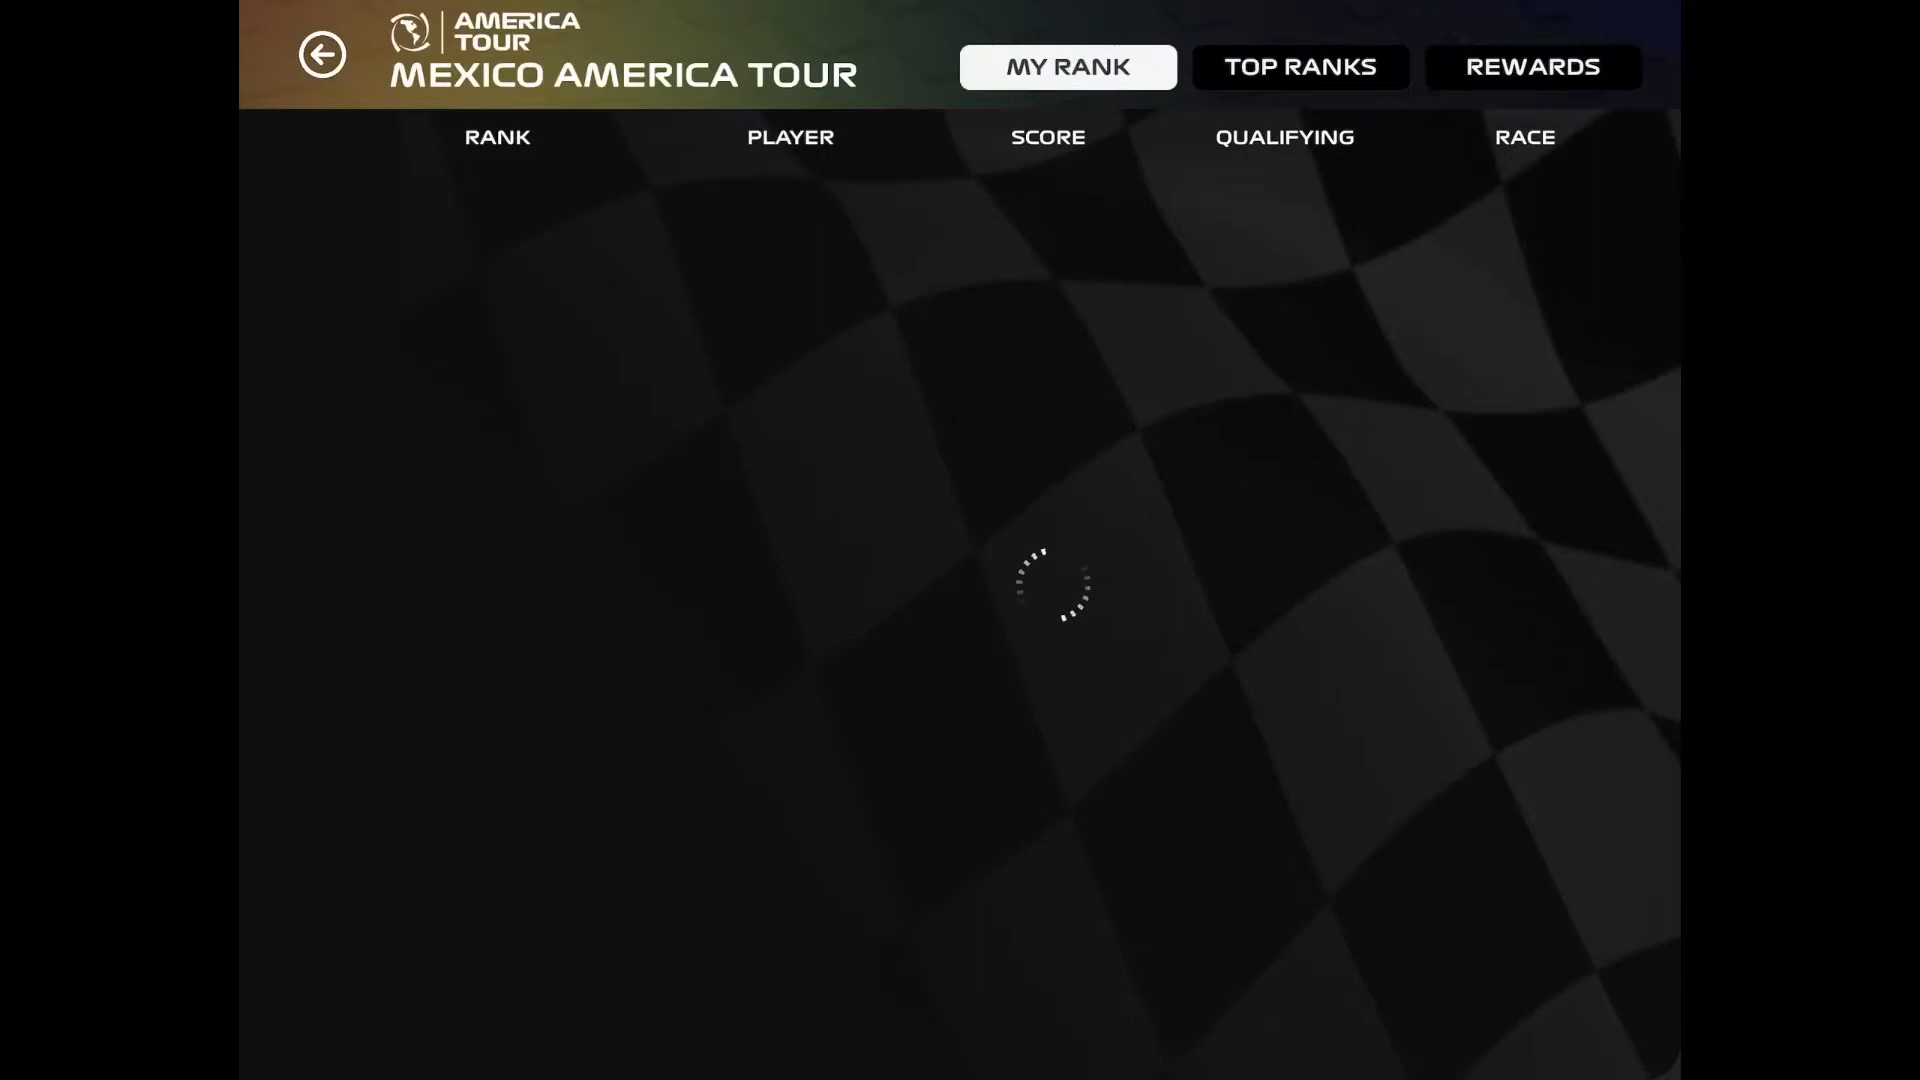 AMERICA
TOUR
MEXICO AMERICA TOUR
MY RANK
TOP RANKS
REWARDS
RANK
PLAYER
SCORE
QUALIFYING
RACE